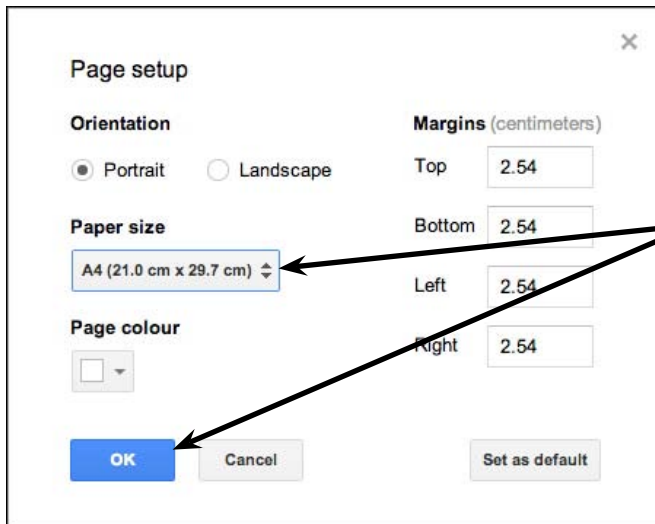 ×
Page setup
Orientation
Portrait
Landscape
Paper size
A4 (21.0 cm x 29.7 cm)
Page colour
Margins (centimeters)
Top 2.54
Bottom 2.54
Left 2.54
Right 2.54
OK
Cancel
Set as default